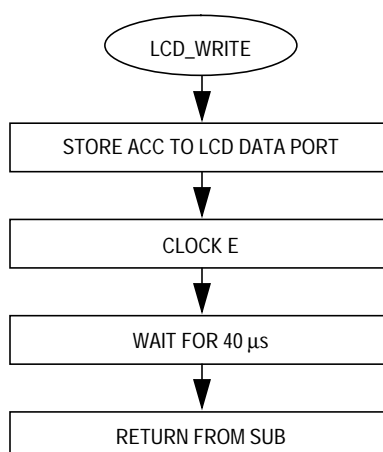 LCD_WRITE
STORE ACC TO LCD DATA PORT
CLOCK E
WAIT FOR 40 µs
RETURN FROM SUB